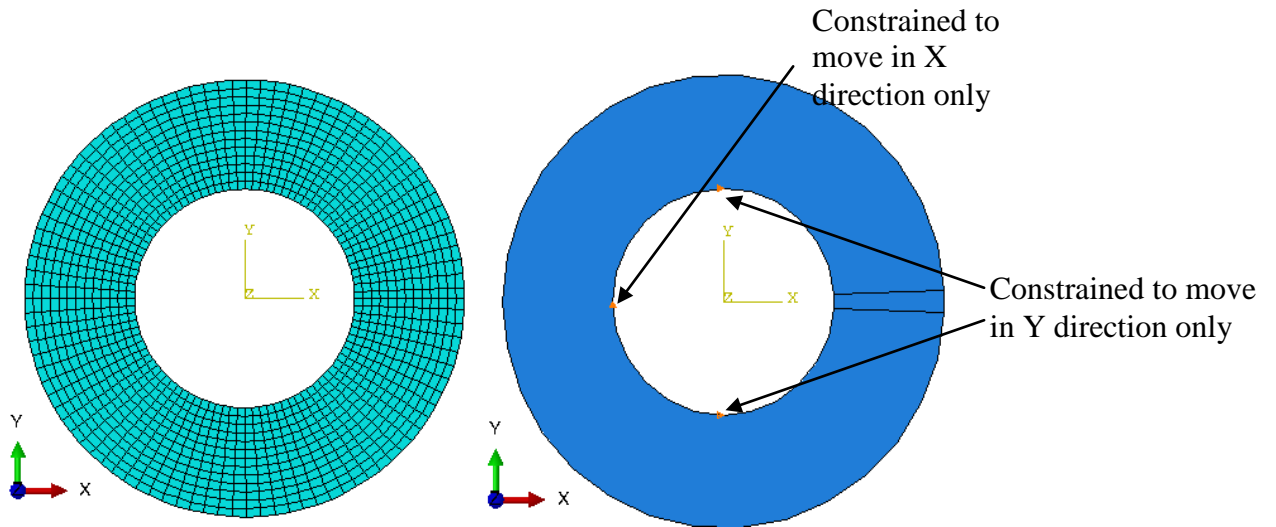 Constrained to
move in X
direction only
Y
Z
X
Y
Z
X
Constrained to move
in Y direction only
Y
X
Y
X